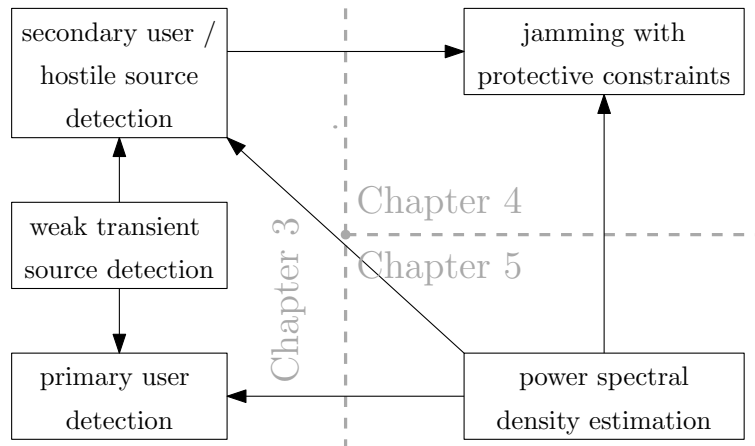 secondary user /
hostile source
detection
jamming with
protective constraints
weak transient
source detection
Chapter 3
Chapter 4
Chapter 5
primary user
detection
power spectral
density estimation